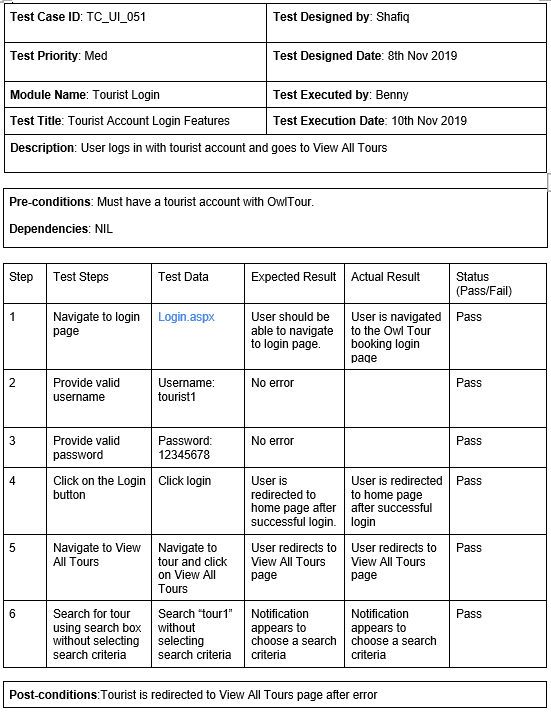 Test Case ID: TC_UI_051
Test Designed by: Shafiq
Test Priority: Med
Test Designed Date: 8th Nov 2019
Module Name: Tourist Login
Test Executed by: Benny
Test Title: Tourist Account Login Features
Test Execution Date: 10th Nov 2019
Description: User logs in with tourist account and goes to View All Tours
Pre-conditions: Must have a tourist account with OwlTour.
Dependencies: NIL
Step
Test Steps
Test Data
Expected Result
Actual Result
Status
(Pass/Fail)
1
Navigate to login
page
Login.aspx
User should be
able to navigate
to login page.
User is navigated
to the Owl Tour
booking login
page
Pass
2
Provide valid
username
Username:
tourist1
No error
Pass
3
Provide valid
password
Password:
12345678
No error
Pass
4
Click on the Login
button
Click login
User is
redirected to
home page after
successful login.
User is redirected
to home page
after successful
login
Pass
5
Navigate to View
All Tours
Navigate to
tour and click
on View All
Tours
User redirects to
View All Tours
page
User redirects to
View All Tours
page
Pass
6
Search for tour
using search box
without selecting
search criteria
Search “tour1”
without
selecting
search criteria
Notification
appears to
choose a search
criteria
Notification
appears to
choose a search
criteria
Pass
Post-conditions:Tourist is redirected to View All Tours page after error